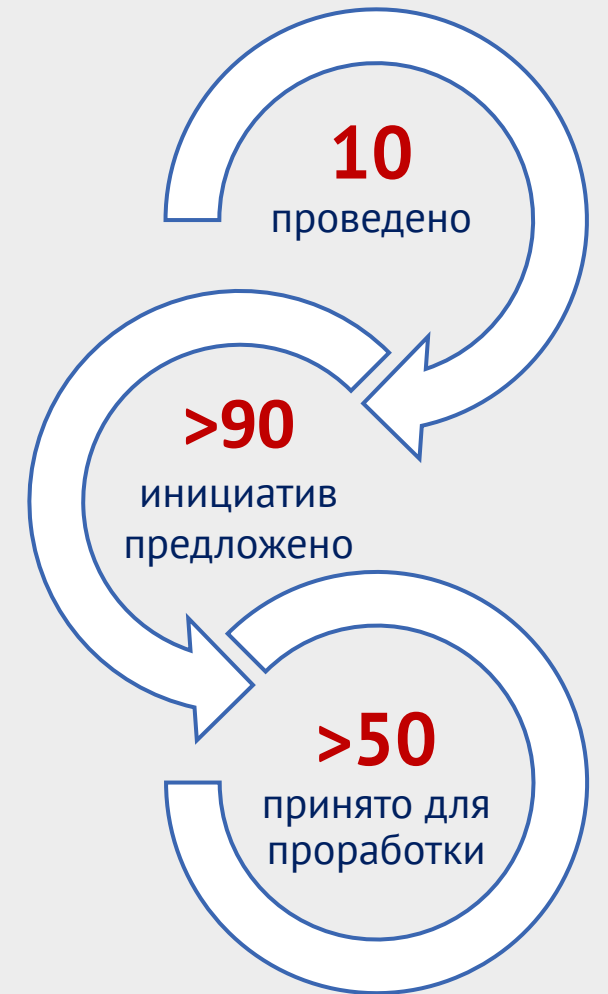 10
проведено
>90
инициатив
предложено
>50
принято для
проработки